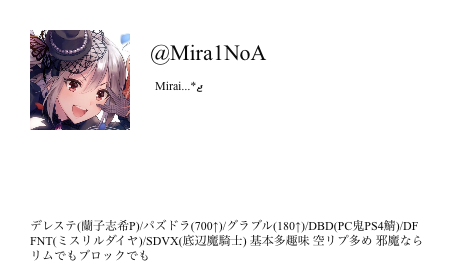 @Mira1NoA
Mirai...*ﻊ
デレステ(蘭子志希P)/パズドラ(700↑)/グラブル(180↑)/DBD(PC鬼PS4鯖)/DF
FNT(ミスリルダイヤ)/SDVX(底辺魔騎士) 基本多趣味 空リプ多め 邪魔なら
リムでもブロックでも